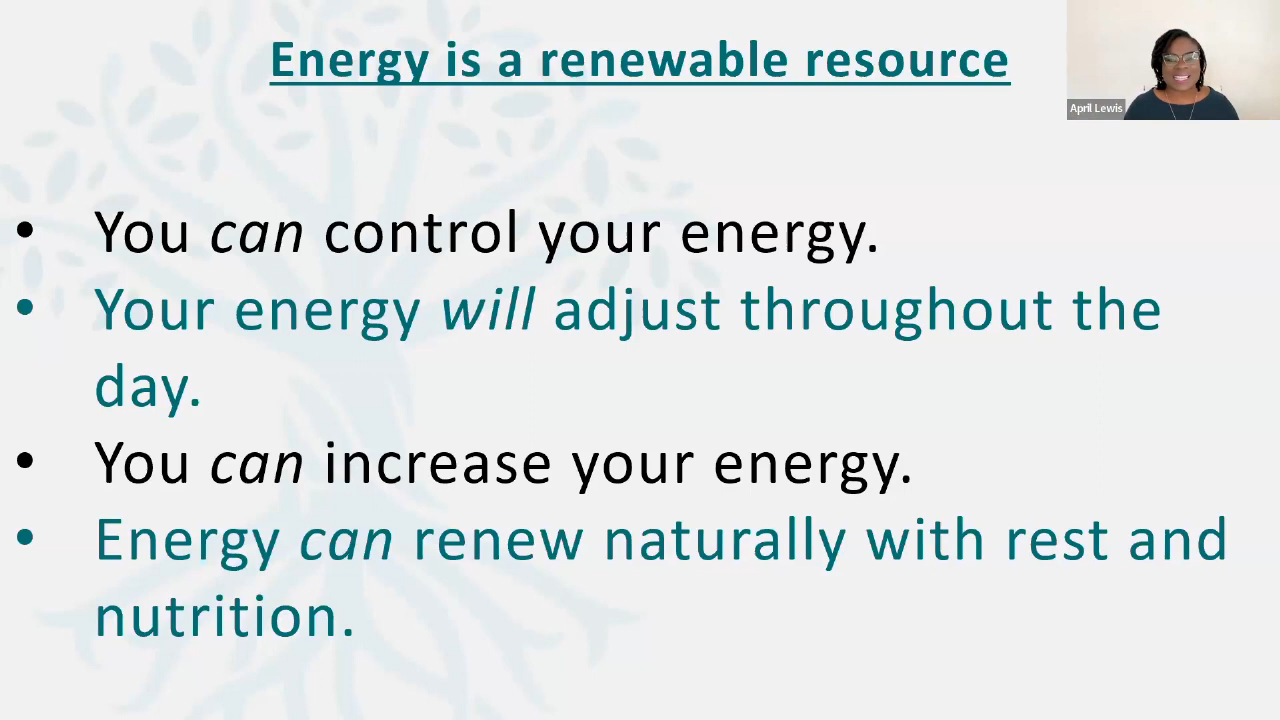 Energy is a renewable resource
April Lewis
• You can control your energy.
• Your energy will adjust throughout the
day.
• You can increase your energy.
• Energy can renew naturally with rest and
nutrition.